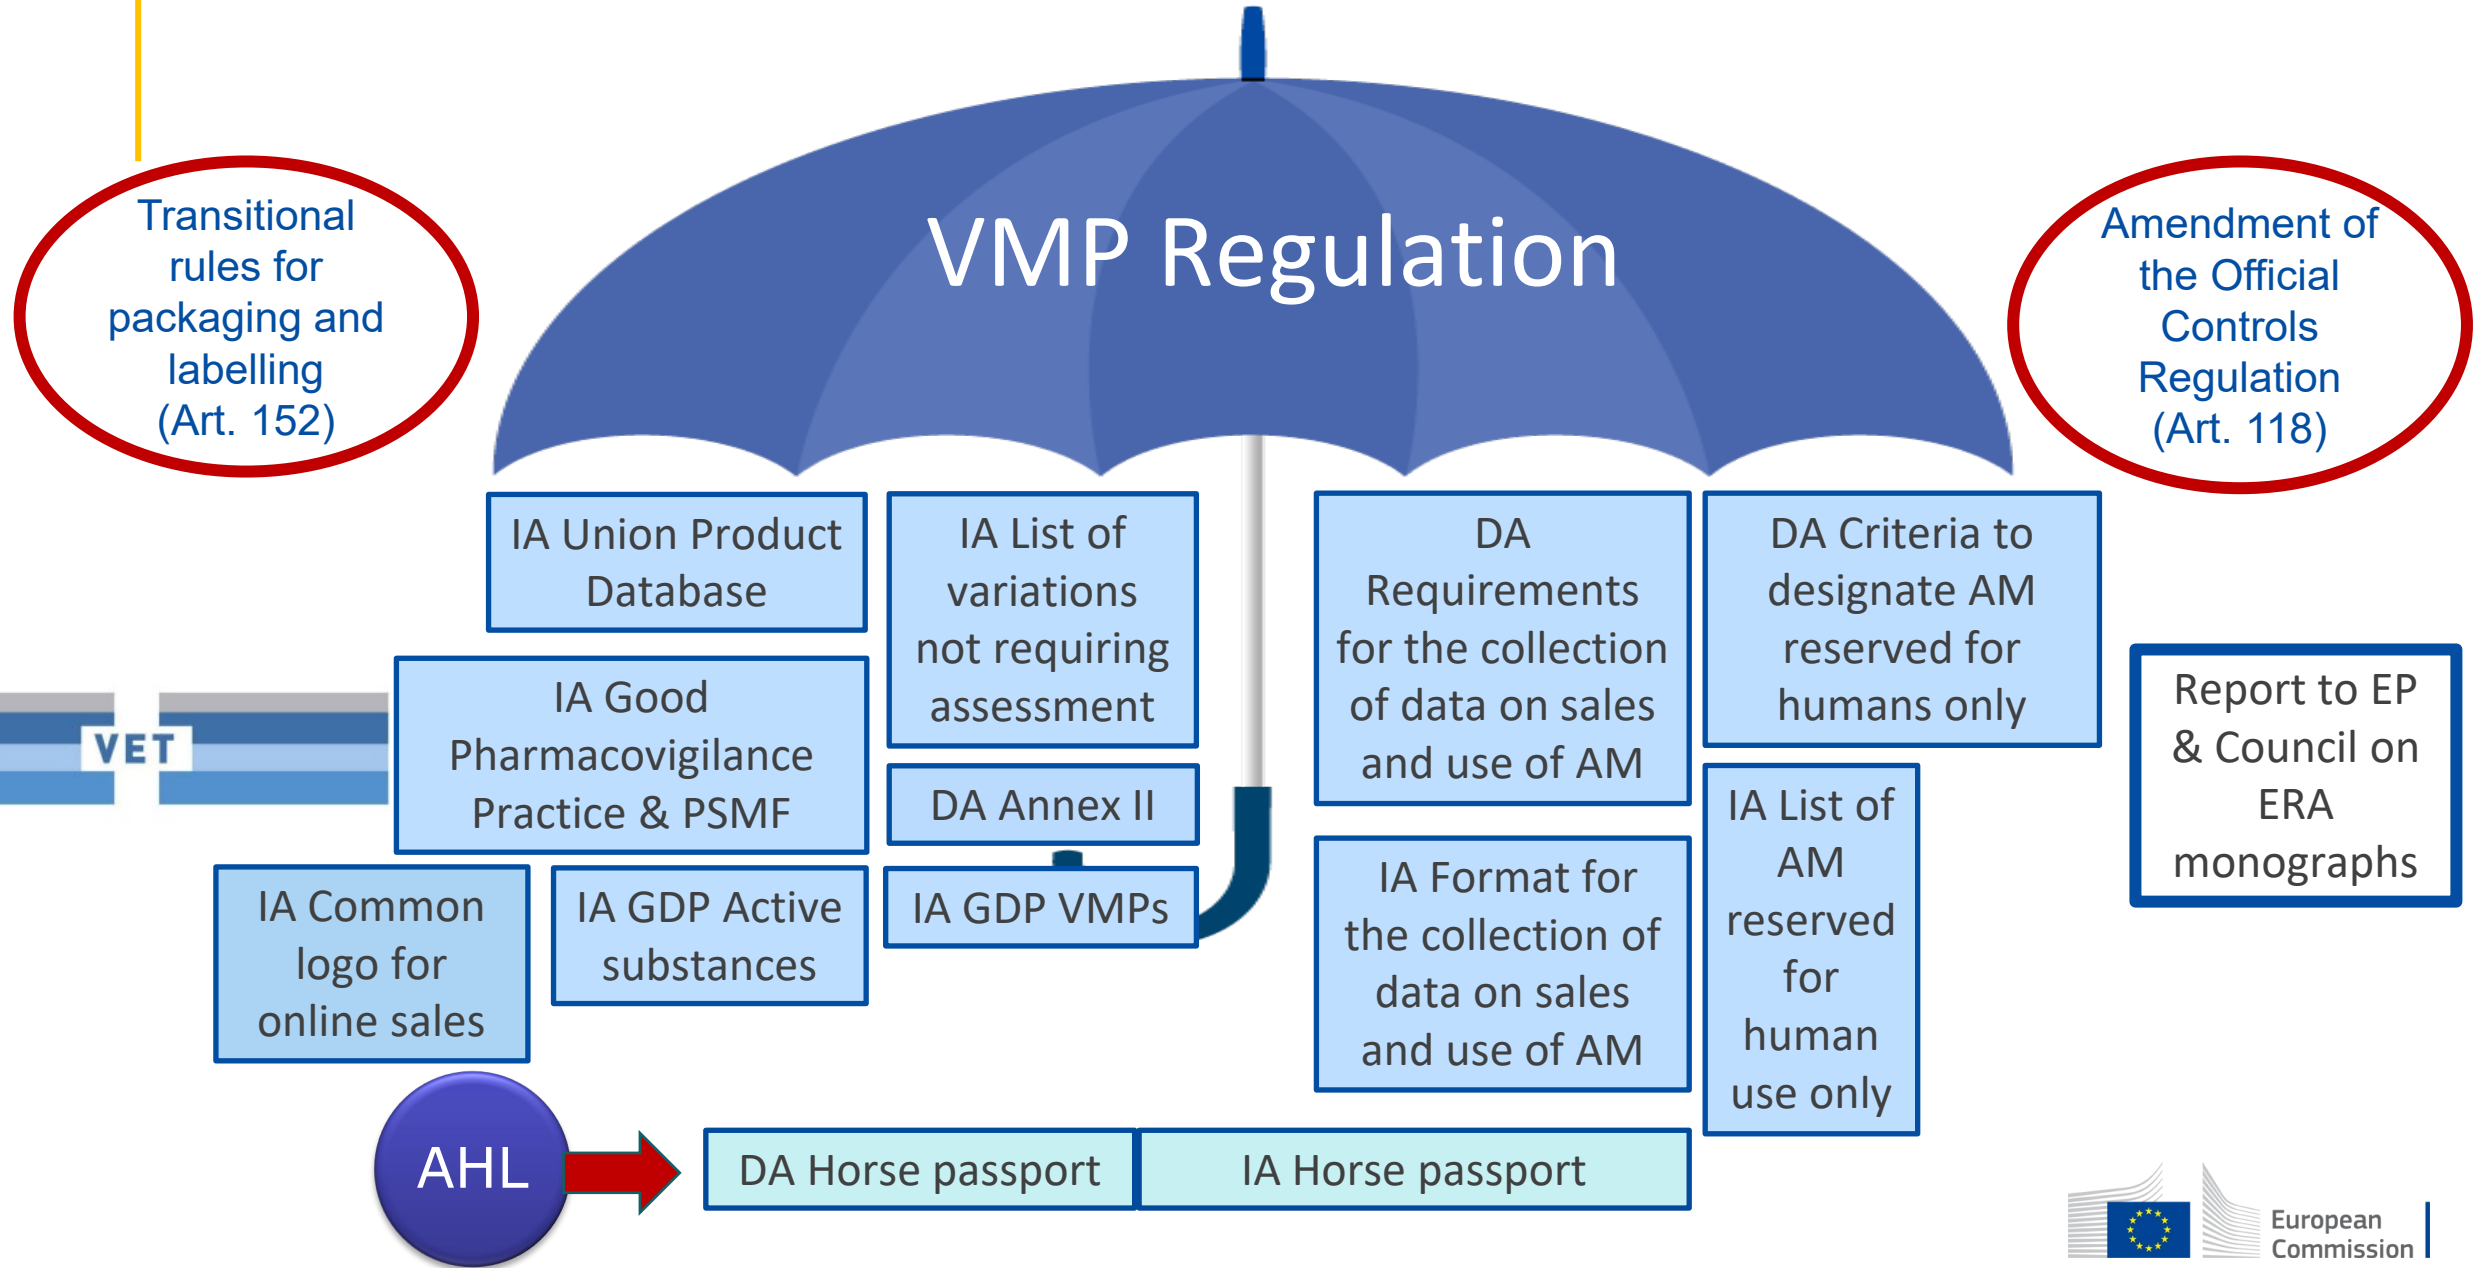 VMP Regulation
Transitional
rules for
packaging and
labelling
(Art. 152)
Amendment of
the Official
Controls
Regulation
(Art. 118)
IA Union Product
Database
IA List of
variations
not requiring
assessment
DA
Requirements
for the collection
of data on sales
and use of AM
DA Criteria to
designate AM
reserved for
humans only
VET
IA Good
Pharmacovigilance
Practice & PSMF
DA Annex II
Report to EP
& Council on
ERA
monographs
IA Common
logo for
online sales
IA GDP Active
substances
IA GDP VMPs
IA Format for
the collection of
data on sales
and use of AM
IA List of
AM
reserved
for
human
use only
AHL
DA Horse passport
IA Horse passport
European
Commission